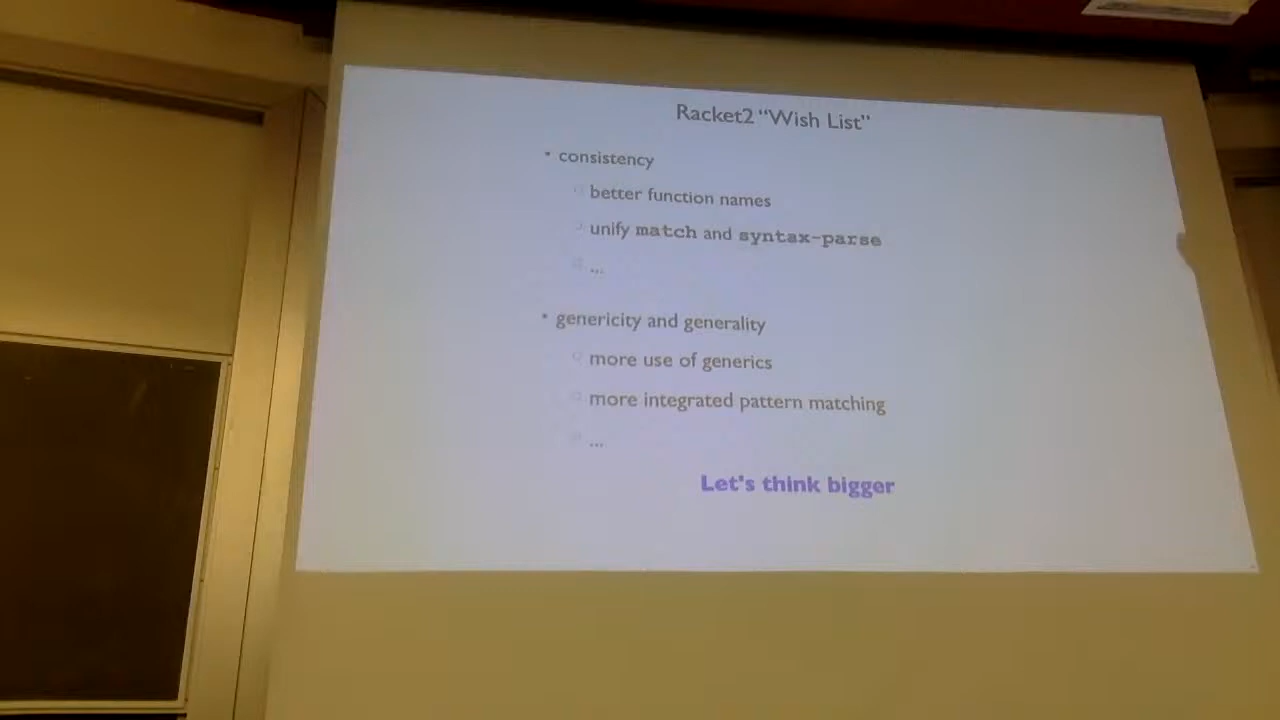 Racket2 “Wish List”
• consistency
better function names
unify match and syntax-parse
...
• genericity and generality
more use of generics
more integrated pattern matching
...
Let's think bigger